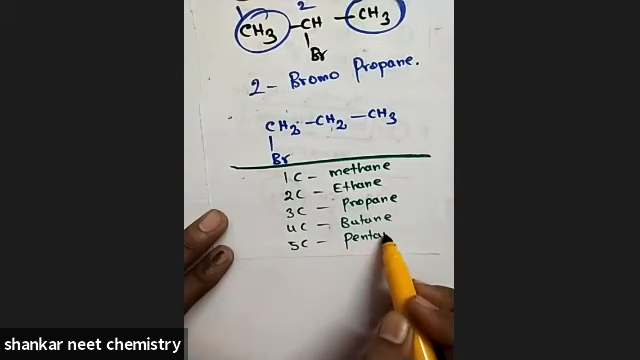 2
CH3 - CH - CH3
|
Br
2 - Bromo Propane.
CH2 - CH2 - CH3
|
Br
1C - methane
2C - Ethane
3C - Propane
4C - Butane
5C - Penta
shankar neet chemistry